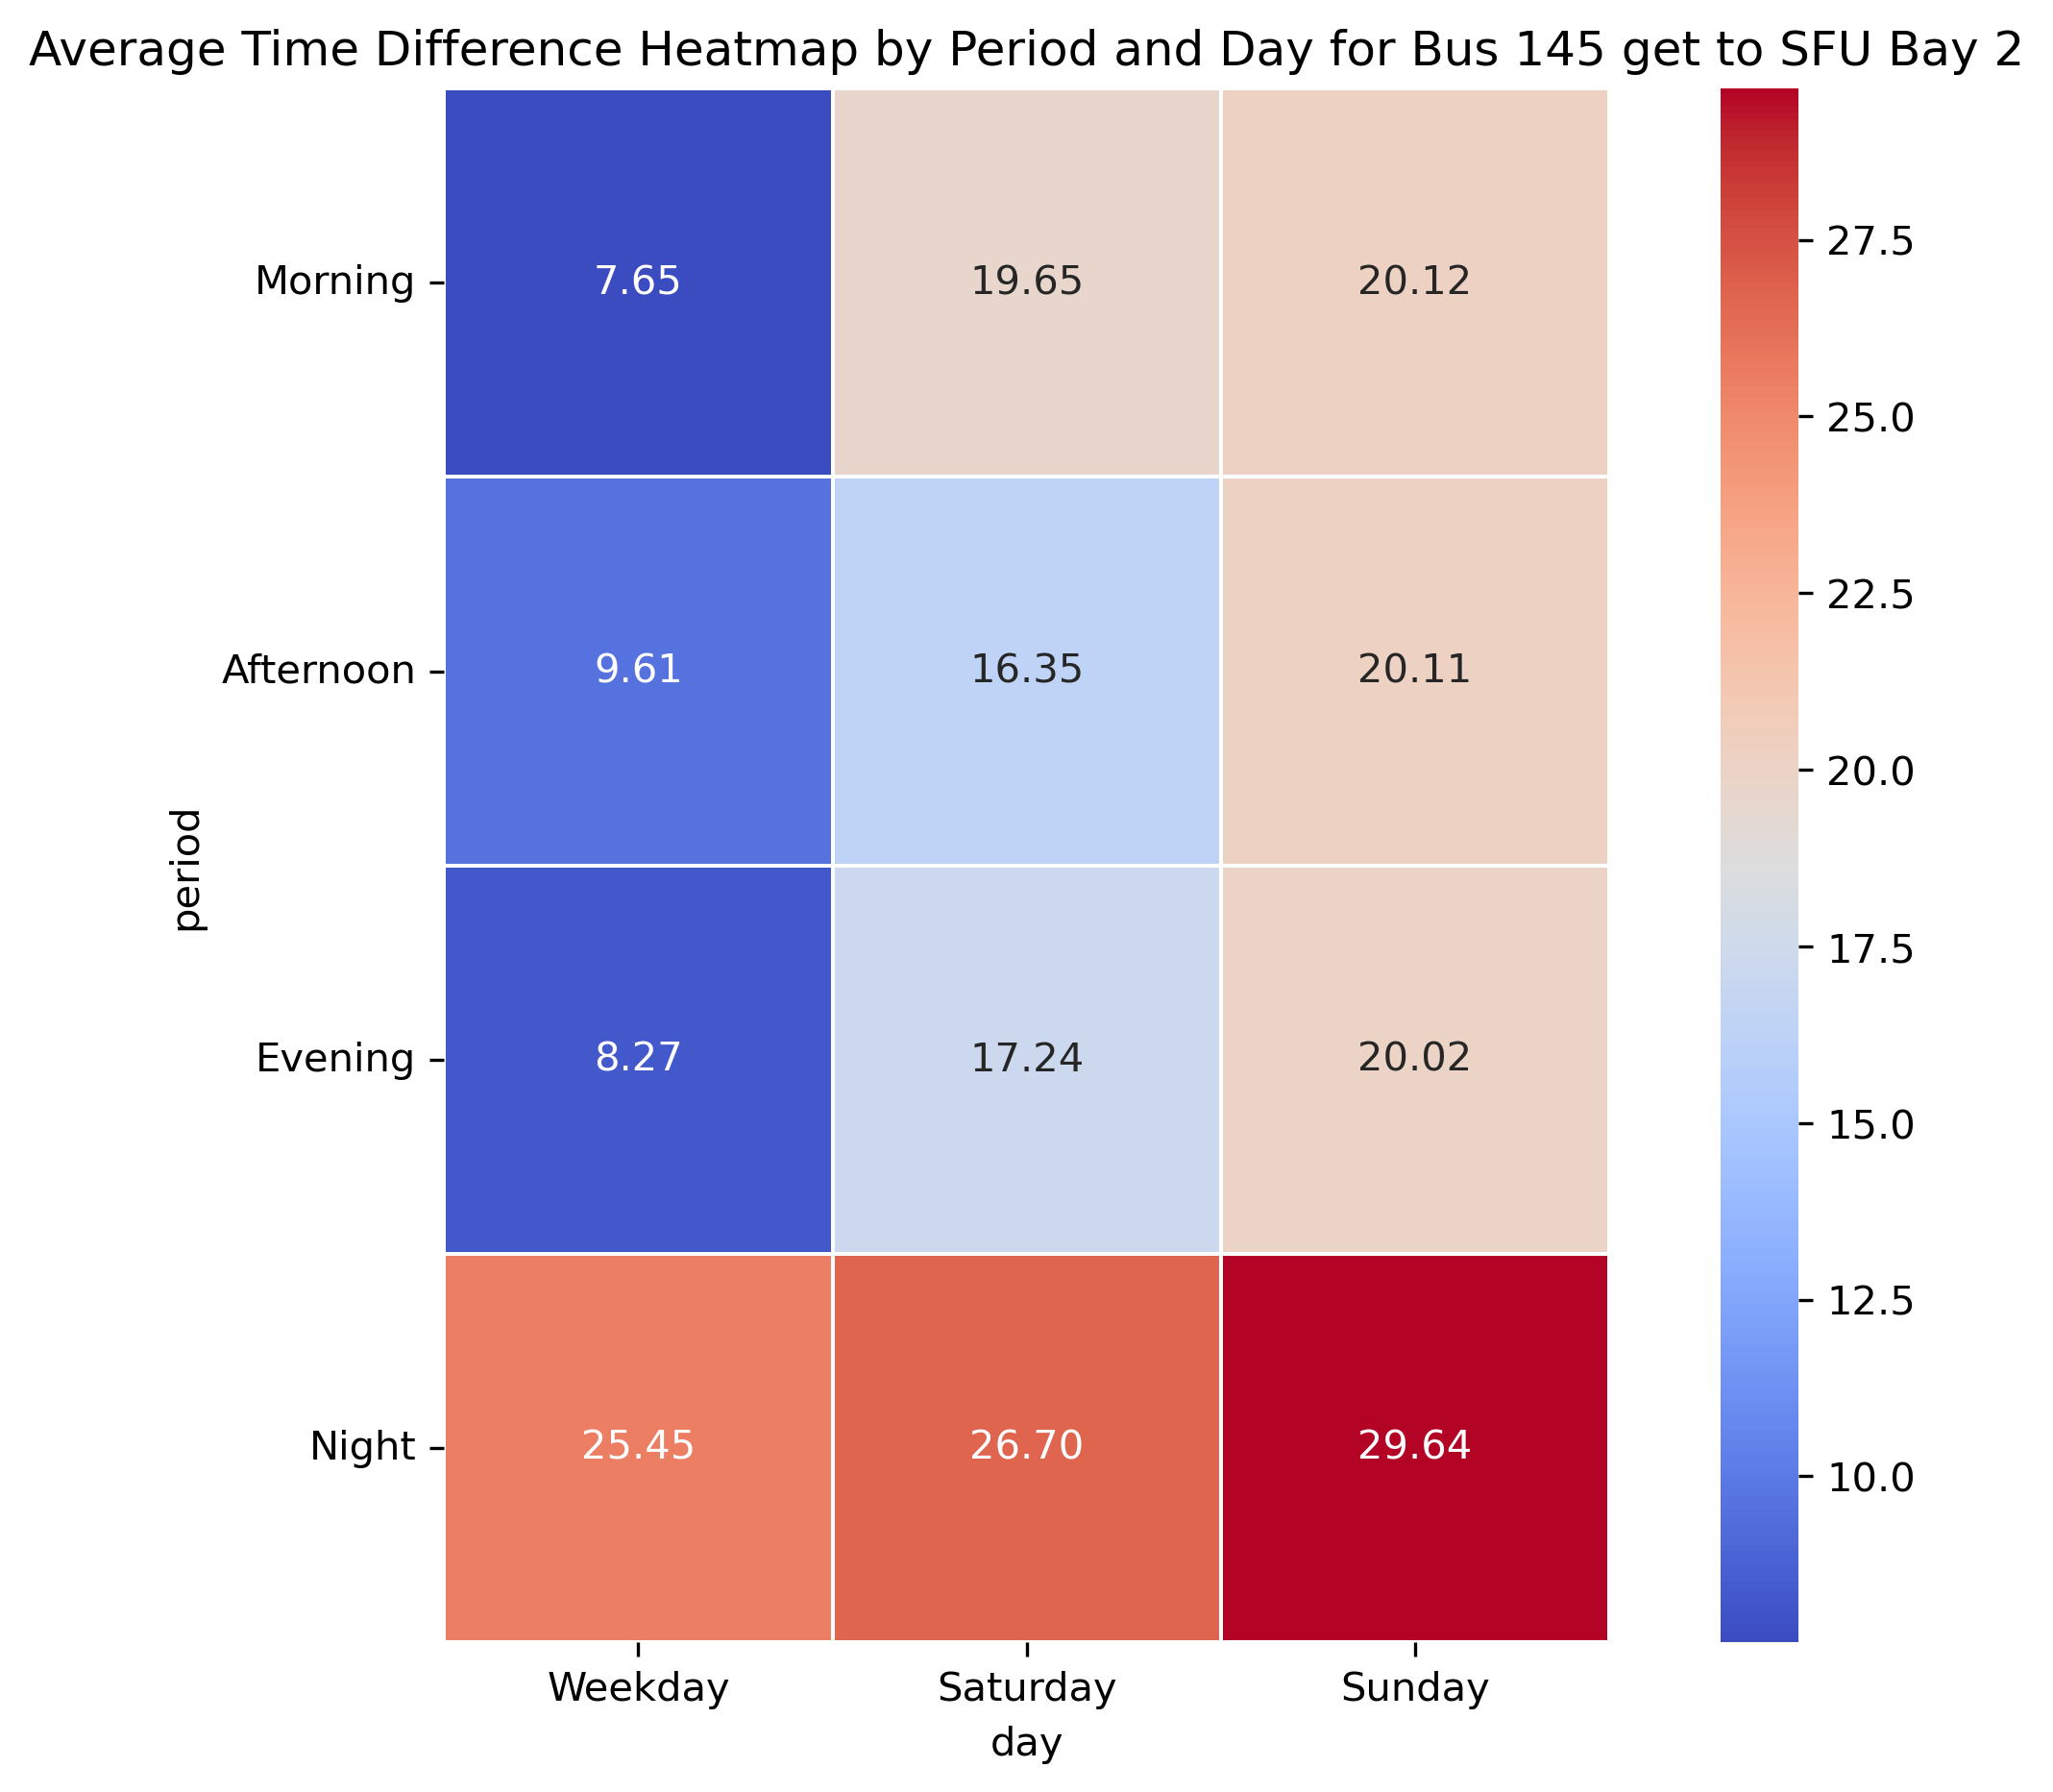 Average Time Difference Heatmap by Period and Day for Bus 145 get to SFU Bay 2
period
Morning 7.65 19.65 20.12
Afternoon 9.61 16.35 20.11
Evening 8.27 17.24 20.02
Night 25.45 26.70 29.64
Weekday Saturday Sunday
day
27.5
25.0
22.5
20.0
17.5
15.0
12.5
10.0